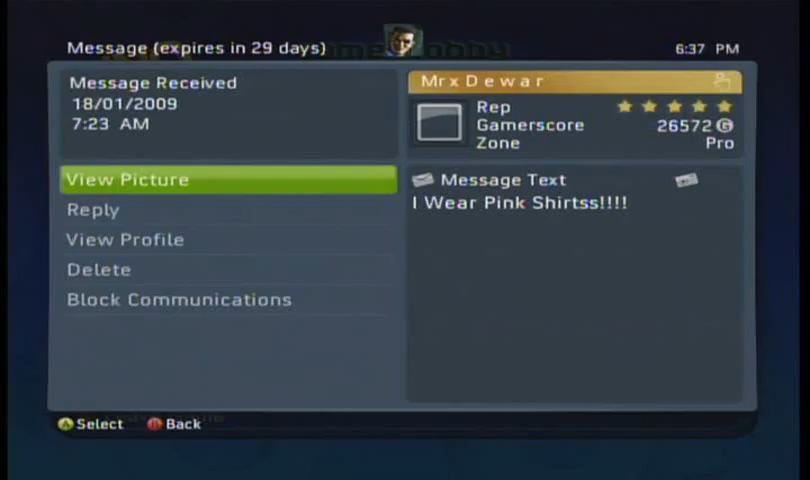 Message (expires in 29 days)
6:37 PM
Message Received
18/01/2009
7:23 AM
Mrx Dewar
Rep
Gamerscore 26572 G
Zone Pro
View Picture
Reply
View Profile
Delete
Block Communications
Message Text
I Wear Pink Shirtss!!!!
A Select B Back